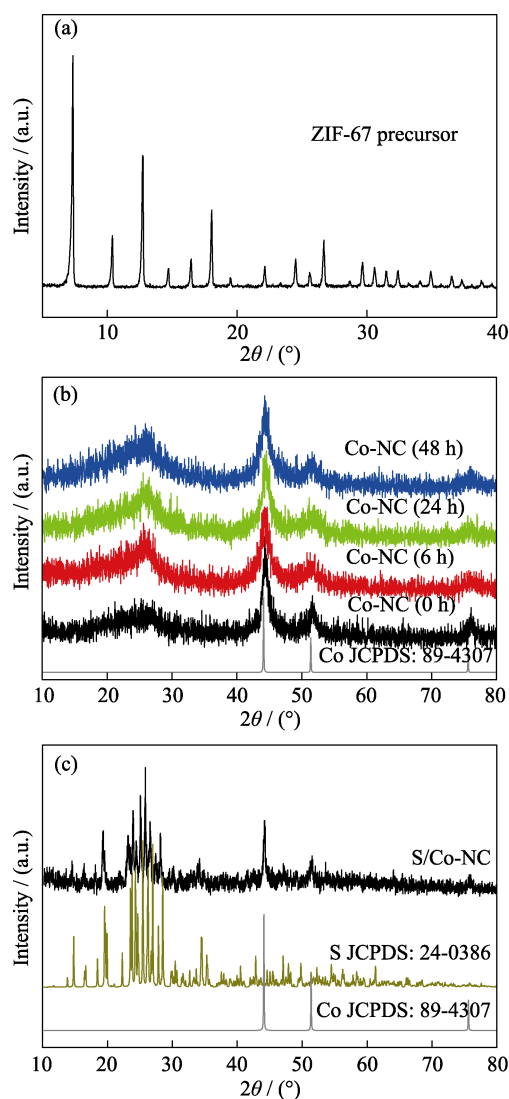 (a)
ZIF-67 precursor
Intensity / (a.u.)
10 20 30 40
2θ / (°)
(b)
Co-NC (48 h)
Co-NC (24 h)
Co-NC (6 h)
Co-NC (0 h)
Co JCPDS: 89-4307
Intensity / (a.u.)
10 20 30 40 50 60 70 80
2θ / (°)
(c)
S/Co-NC
S JCPDS: 24-0386
Co JCPDS: 89-4307
Intensity / (a.u.)
10 20 30 40 50 60 70 80
2θ / (°)